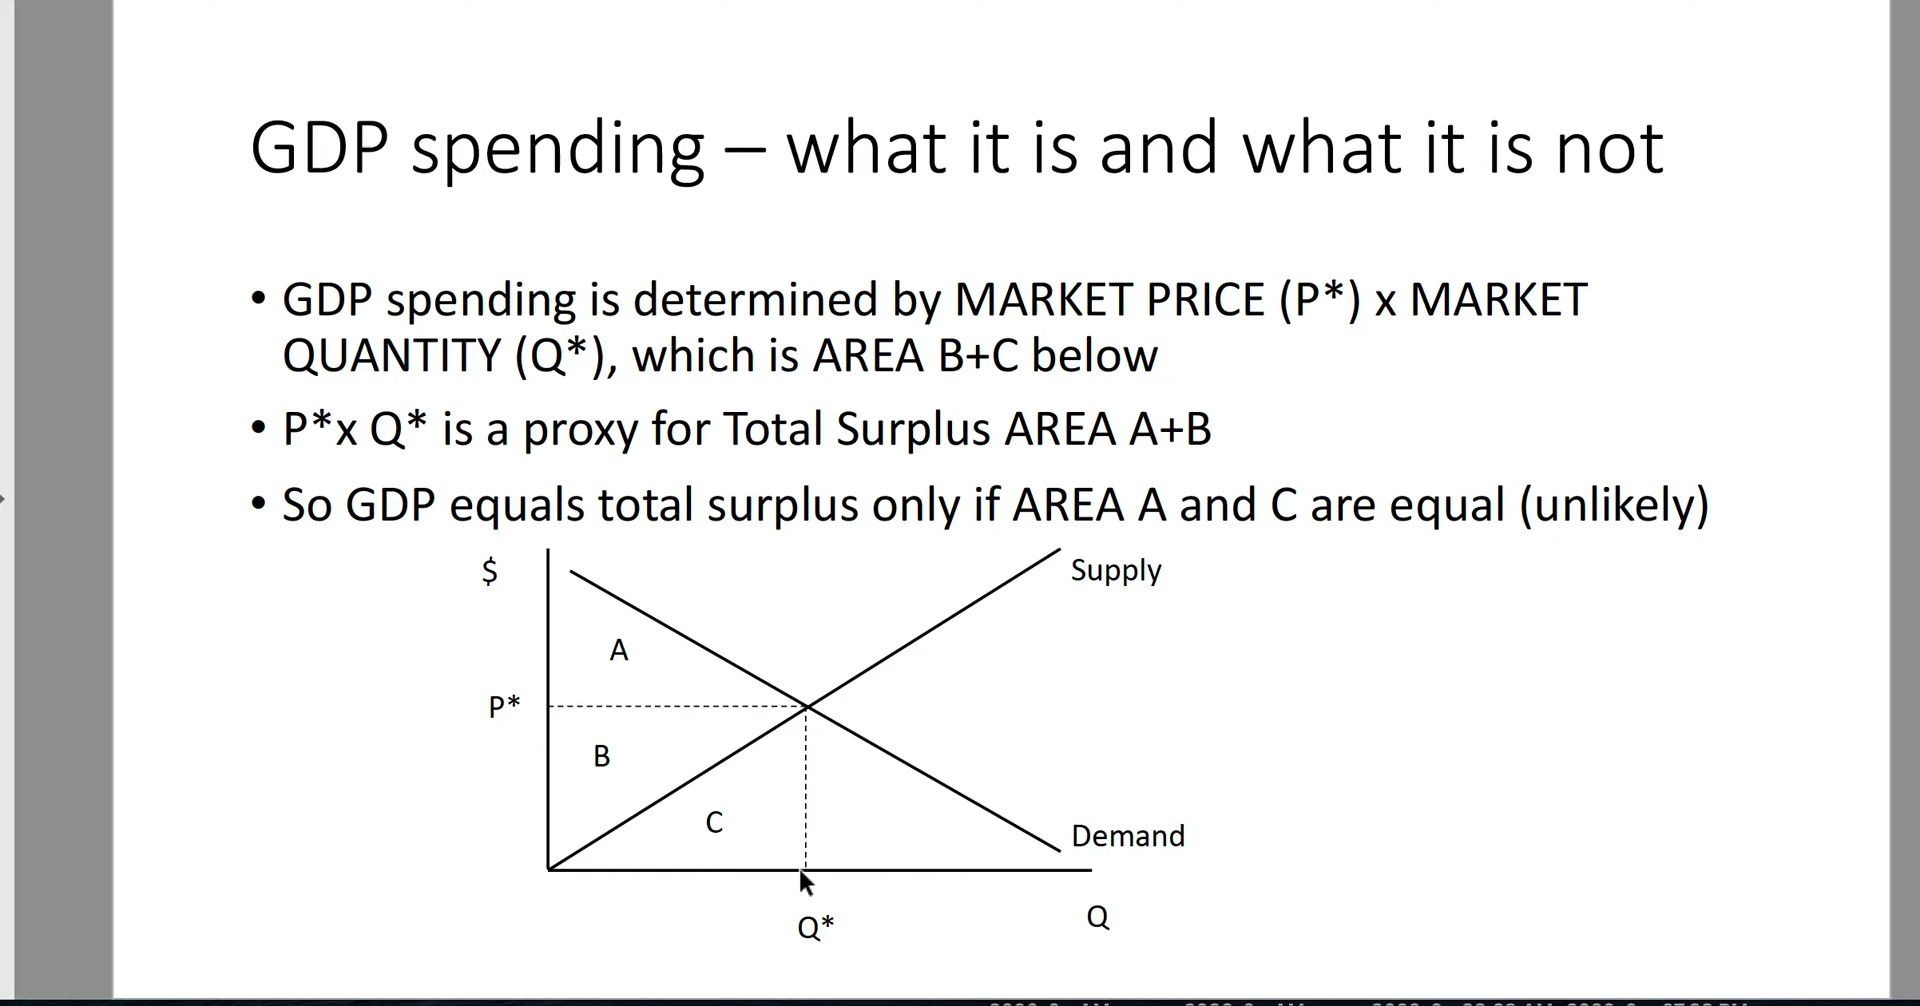 GDP spending – what it is and what it is not
• GDP spending is determined by MARKET PRICE (P*) x MARKET
QUANTITY (Q*), which is AREA B+C below
• P*x Q* is a proxy for Total Surplus AREA A+B
• So GDP equals total surplus only if AREA A and C are equal (unlikely)
$
Supply
A
P*
B
C
Demand
Q*
Q